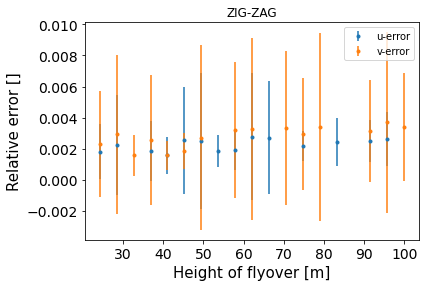 ZIG-ZAG
u-error
v-error
Relative error []
0.010
0.008
0.006
0.004
0.002
0.000
−0.002
30 40 50 60 70 80 90 100
Height of flyover [m]